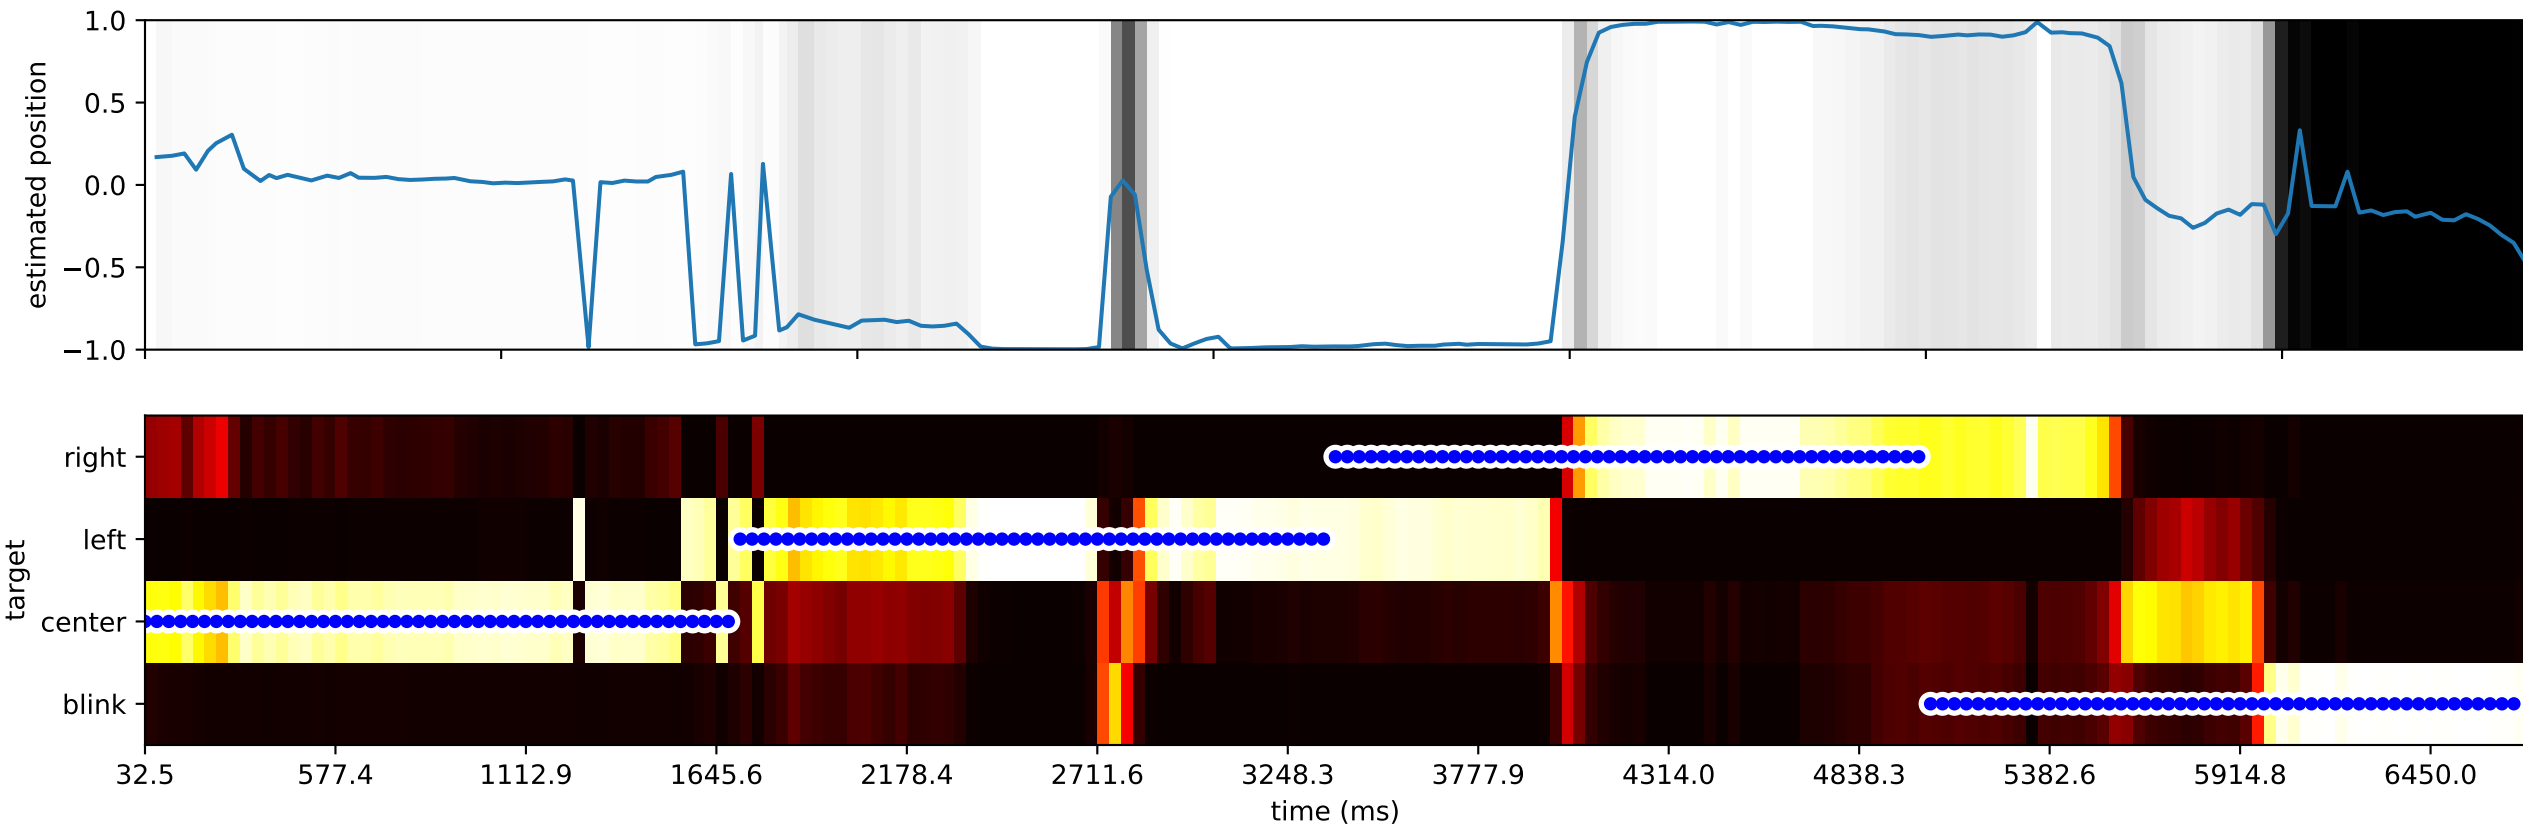 estimated position
1.0
0.5
0.0
−0.5
−1.0
target
right
left
center
blink
32.5 577.4 1112.9 1645.6 2178.4 2711.6 3248.3 3777.9 4314.0 4838.3 5382.6 5914.8 6450.0
time (ms)